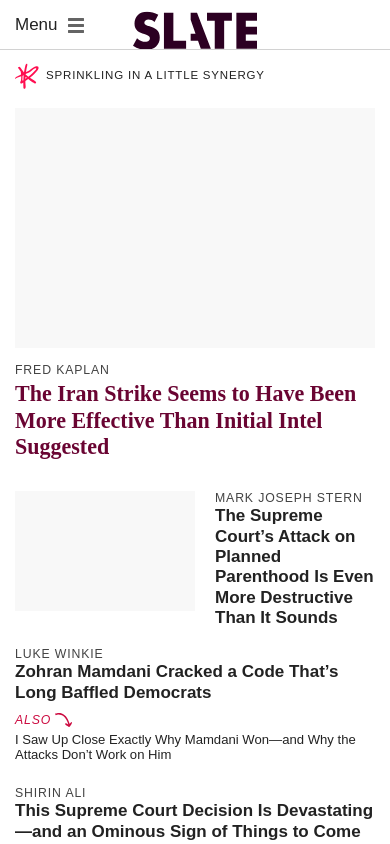 Menu
SLATE
SPRINKLING IN A LITTLE SYNERGY
FRED KAPLAN
The Iran Strike Seems to Have Been
More Effective Than Initial Intel
Suggested
MARK JOSEPH STERN
The Supreme
Court’s Attack on
Planned
Parenthood Is Even
More Destructive
Than It Sounds
LUKE WINKIE
Zohran Mamdani Cracked a Code That’s
Long Baffled Democrats
ALSO
I Saw Up Close Exactly Why Mamdani Won—and Why the
Attacks Don’t Work on Him
SHIRIN ALI
This Supreme Court Decision Is Devastating
—and an Ominous Sign of Things to Come